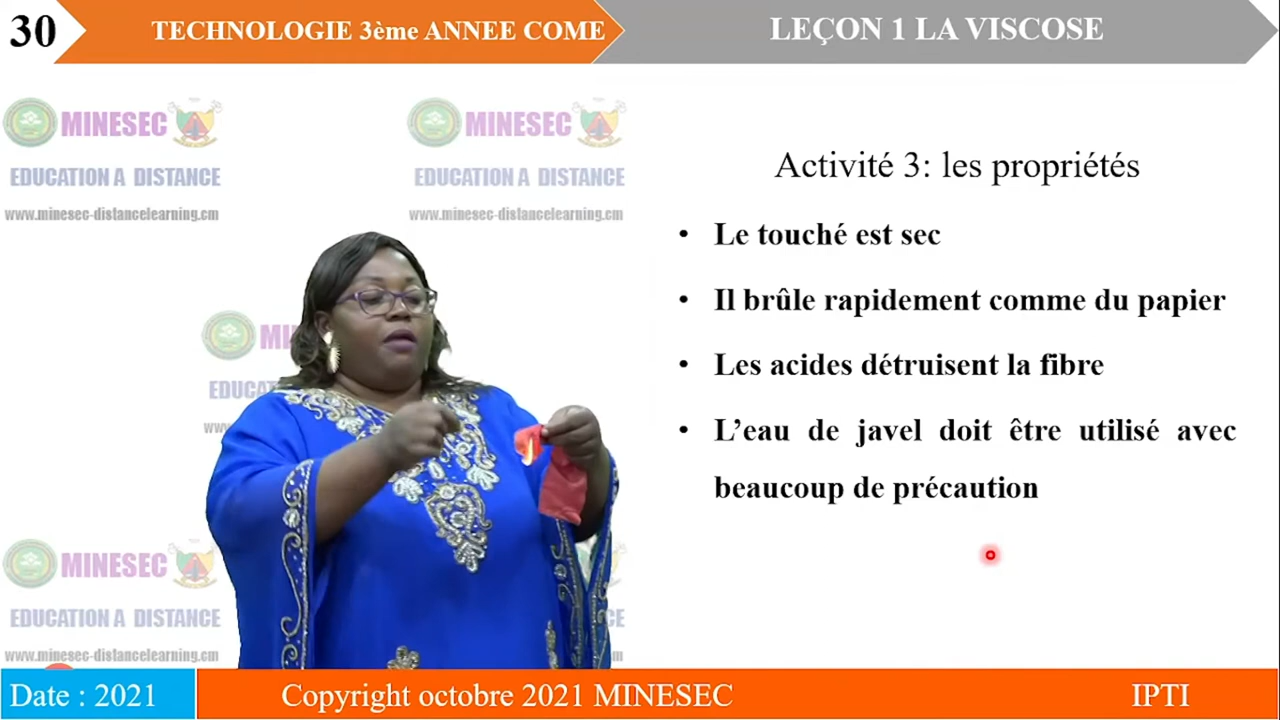 30
TECHNOLOGIE 3ème ANNEE COME
LEÇON 1 LA VISCOSE
MINESEC
EDUCATION A DISTANCE
www.minesec-distancelearning.cm
MINESEC
EDUCATION A DISTANCE
www.minesec-distancelearning.cm
Activité 3: les propriétés
• Le touché est sec
• Il brûle rapidement comme du papier
• Les acides détruisent la fibre
• L’eau de javel doit être utilisé avec
beaucoup de précaution
MINESEC
EDUCATION A DISTANCE
www.minesec-distancelearning.cm
Date : 2021
Copyright octobre 2021 MINESEC
IPTI